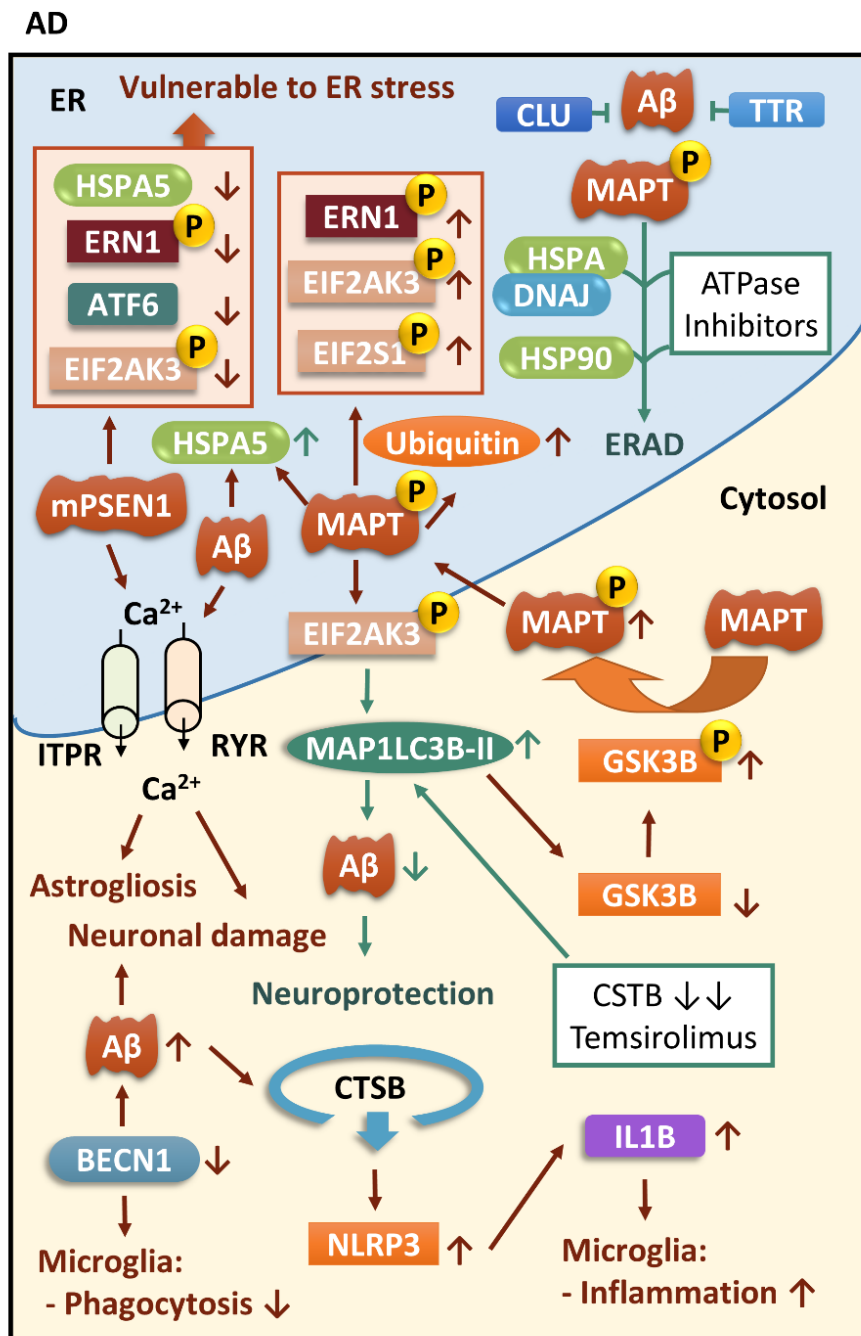 AD
ER
Vulnerable to ER stress
CLU
Aβ
TTR
HSPA5 ↓
ERN1 P ↓
ATF6 ↓
EIF2AK3 P ↓
ERN1 P ↑
EIF2AK3 P ↑
EIF2S1 P ↑
MAPT P
HSPA
DNAJ
HSP90
ATPase
Inhibitors
ERAD
HSPA5 ↑
Ubiquitin ↑
mPSEN1
Aβ
MAPT P
Cytosol
Ca²⁺
EIF2AK3 P
MAPT P ↑
MAPT
ITPR
RYR
MAP1LC3B-II ↑
GSK3B P ↑
Ca²⁺
Aβ ↓
GSK3B ↓
Astrogliosis
Neuronal damage
Neuroprotection
CSTB ↓↓
Temsirolimus
Aβ ↑
CTSB
BECN1 ↓
IL1B ↑
NLRP3 ↑
Microglia:
- Phagocytosis ↓
Microglia:
- Inflammation ↑